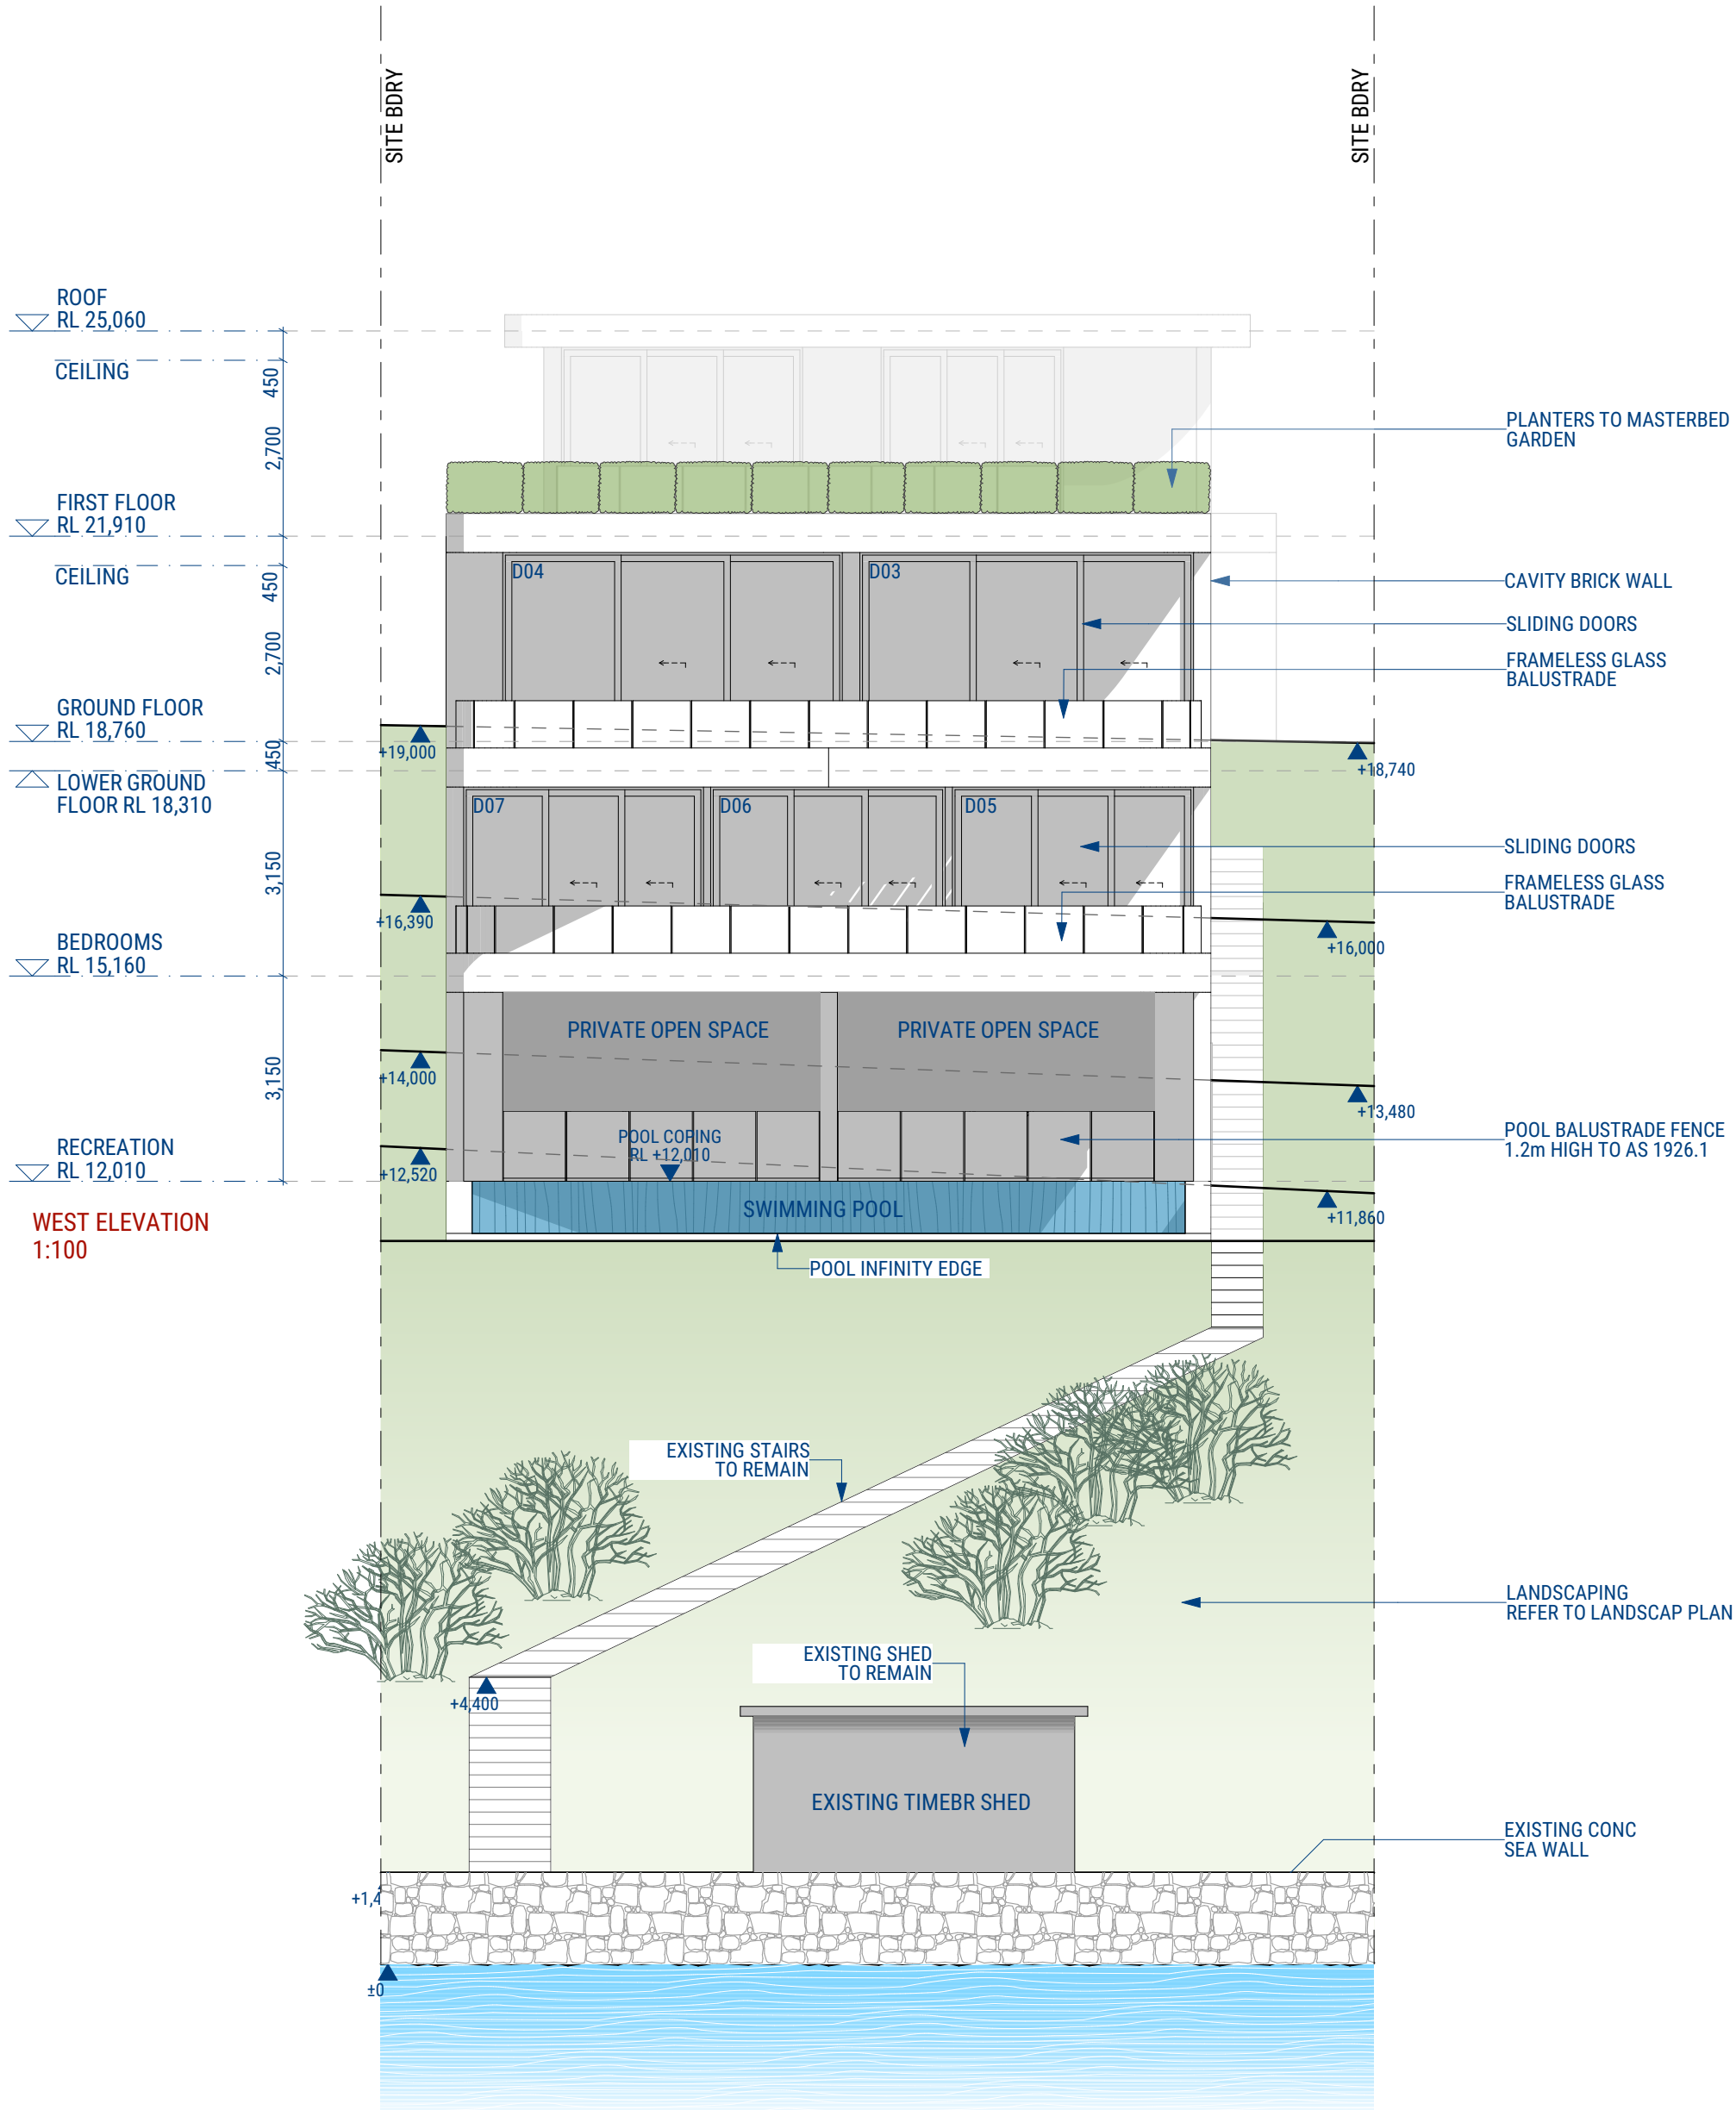 SITE BDRY
SITE BDRY
ROOF
RL 25,060
CEILING
450
2,700
PLANTERS TO MASTERBED
GARDEN
FIRST FLOOR
RL 21,910
CEILING
450
2,700
D04
D03
CAVITY BRICK WALL
SLIDING DOORS
FRAMELESS GLASS
BALUSTRADE
GROUND FLOOR
RL 18,760
+19,000
+18,740
450
LOWER GROUND
FLOOR RL 18,310
D07
D06
D05
3,150
SLIDING DOORS
FRAMELESS GLASS
BALUSTRADE
+16,390
+16,000
BEDROOMS
RL 15,160
PRIVATE OPEN SPACE
PRIVATE OPEN SPACE
3,150
+14,000
+13,480
POOL COPING
RL +12,010
POOL BALUSTRADE FENCE
1.2m HIGH TO AS 1926.1
RECREATION
RL 12,010
+12,520
+11,860
SWIMMING POOL
WEST ELEVATION
1:100
POOL INFINITY EDGE
EXISTING STAIRS
TO REMAIN
LANDSCAPING
REFER TO LANDSCAP PLAN
EXISTING SHED
TO REMAIN
+4,400
EXISTING TIMEBR SHED
EXISTING CONC
SEA WALL
+1,4
±0